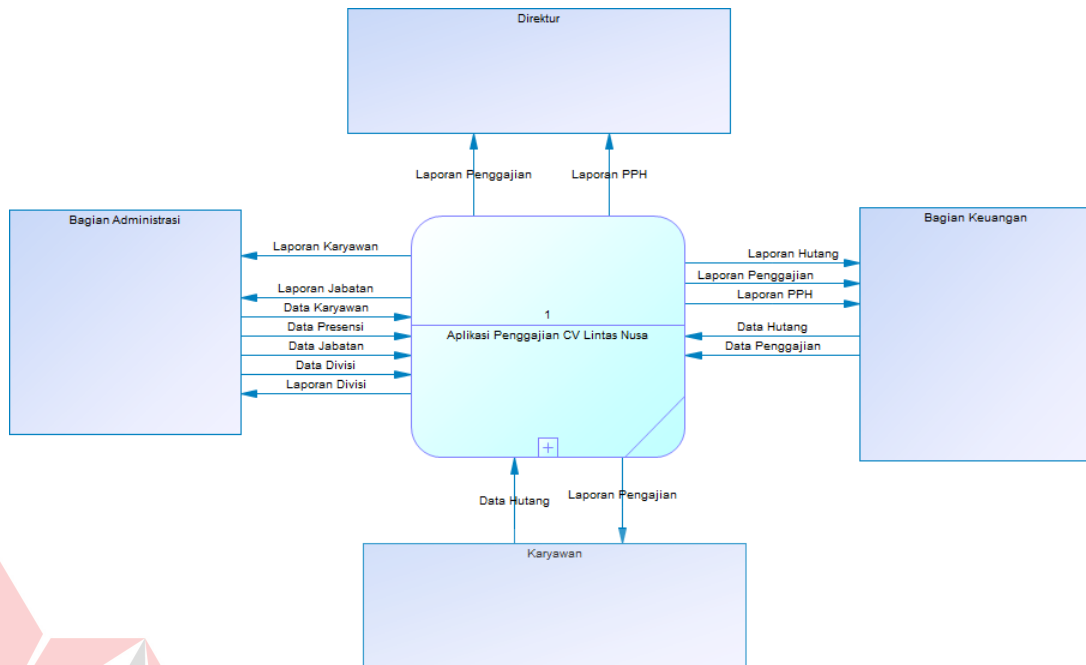 Direktur
Laporan Penggajian
Laporan PPH
Bagian Administrasi
Bagian Keuangan
Laporan Karyawan
Laporan Jabatan
Data Karyawan
Data Presensi
Data Jabatan
Data Divisi
Laporan Divisi
1
Aplikasi Penggajian CV Lintas Nusa
Laporan Hutang
Laporan Penggajian
Laporan PPH
Data Hutang
Data Penggajian
Data Hutang
Laporan Pengajian
Karyawan